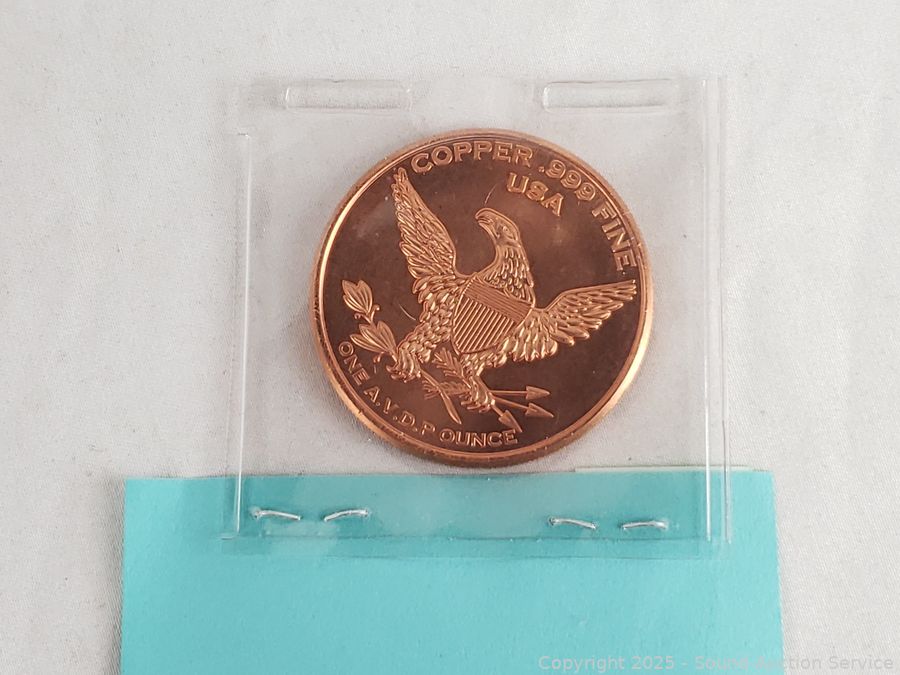 COPPER .999 FINE
USA
ONE A.V.D.P OUNCE
Copyright 2025 - Sound Auction Service